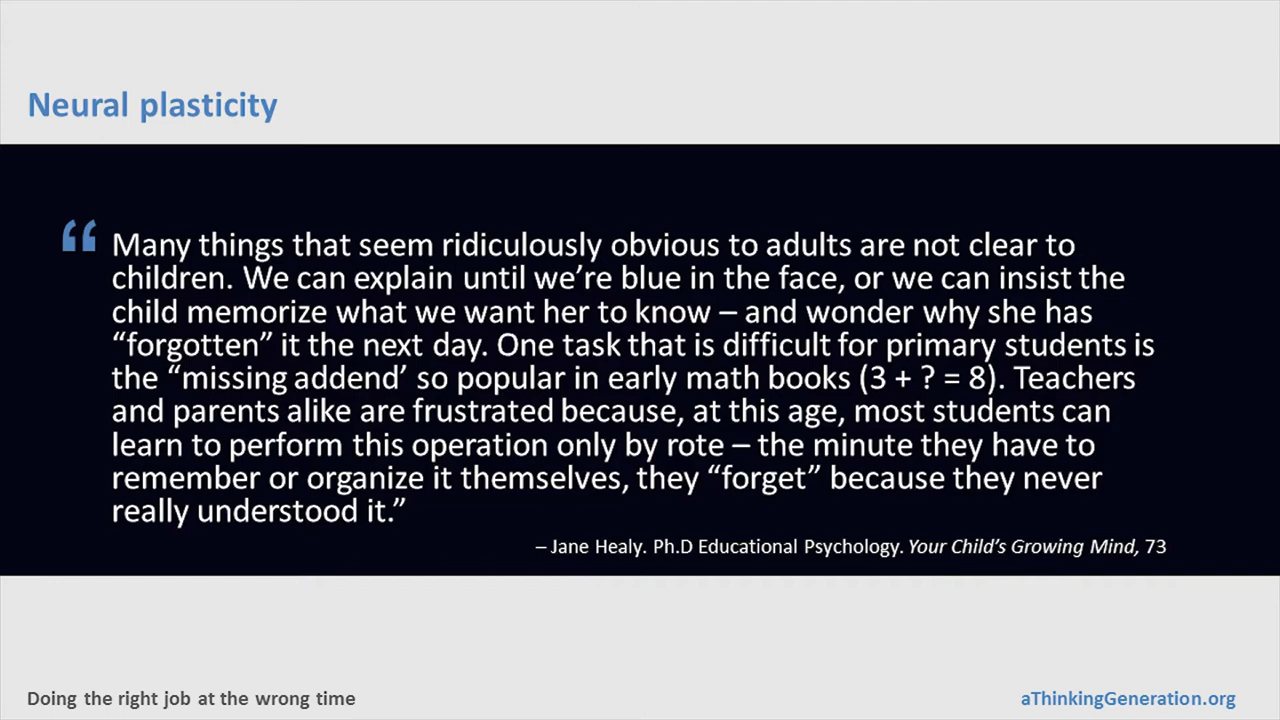 Neural plasticity
“ Many things that seem ridiculously obvious to adults are not clear to
children. We can explain until we’re blue in the face, or we can insist the
child memorize what we want her to know – and wonder why she has
“forgotten” it the next day. One task that is difficult for primary students is
the “missing addend’ so popular in early math books (3 + ? = 8). Teachers
and parents alike are frustrated because, at this age, most students can
learn to perform this operation only by rote – the minute they have to
remember or organize it themselves, they “forget” because they never
really understood it.”
– Jane Healy. Ph.D Educational Psychology. Your Child’s Growing Mind, 73
Doing the right job at the wrong time
aThinkingGeneration.org